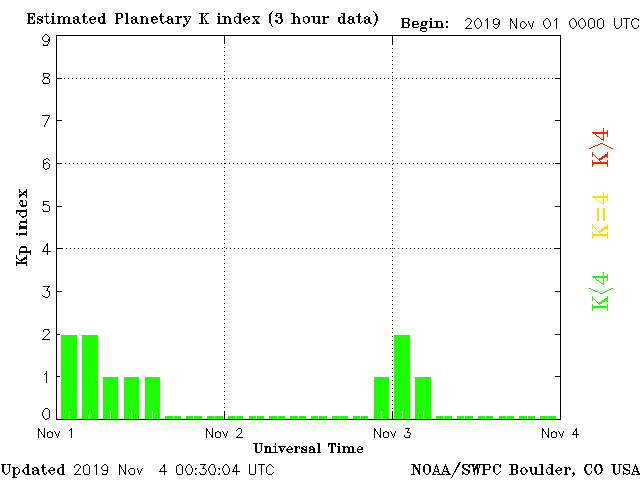 Estimated Planetary K index (3 hour data)
Begin: 2019 Nov 01 0000 UTC
9
8
7
6
5
4
3
2
1
0
Kp index
Nov 1
Nov 2
Nov 3
Nov 4
Universal Time
K>4
K=4
K<4
Updated 2019 Nov 4 00:30:04 UTC
NOAA/SWPC Boulder, CO USA